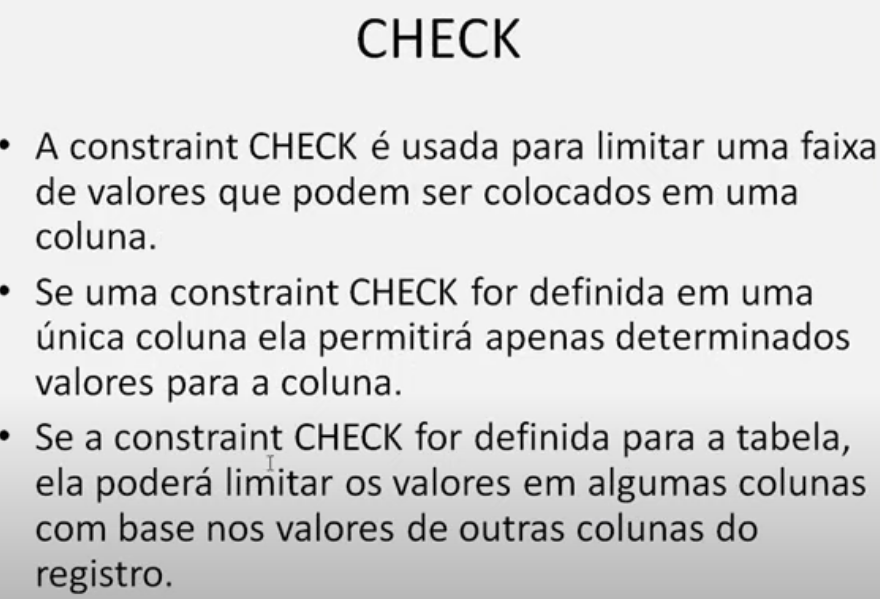 CHECK
• A constraint CHECK é usada para limitar uma faixa
de valores que podem ser colocados em uma
coluna.
• Se uma constraint CHECK for definida em uma
única coluna ela permitirá apenas determinados
valores para a coluna.
• Se a constraint CHECK for definida para a tabela,
ela poderá limitar os valores em algumas colunas
com base nos valores de outras colunas do
registro.